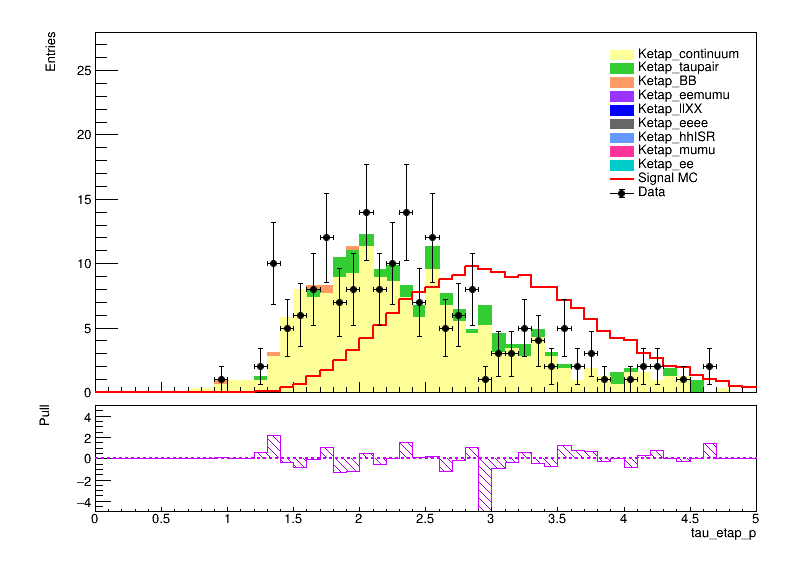 Entries
25
20
15
10
5
0
Ketap_continuum
Ketap_taupair
Ketap_BB
Ketap_eemumu
Ketap_llXX
Ketap_eeee
Ketap_hhISR
Ketap_mumu
Ketap_ee
Signal MC
Data
Pull
4
2
0
−2
−4
0 0.5 1 1.5 2 2.5 3 3.5 4 4.5 5
tau_etap_p